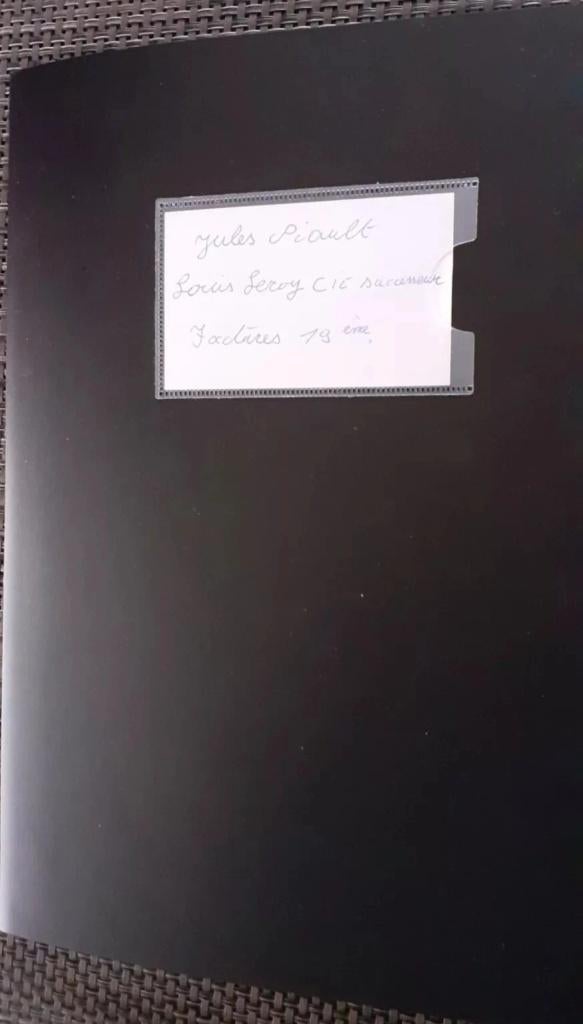 Jules Piault
Louis Leroy CIE successeur
Factures 19 ème.